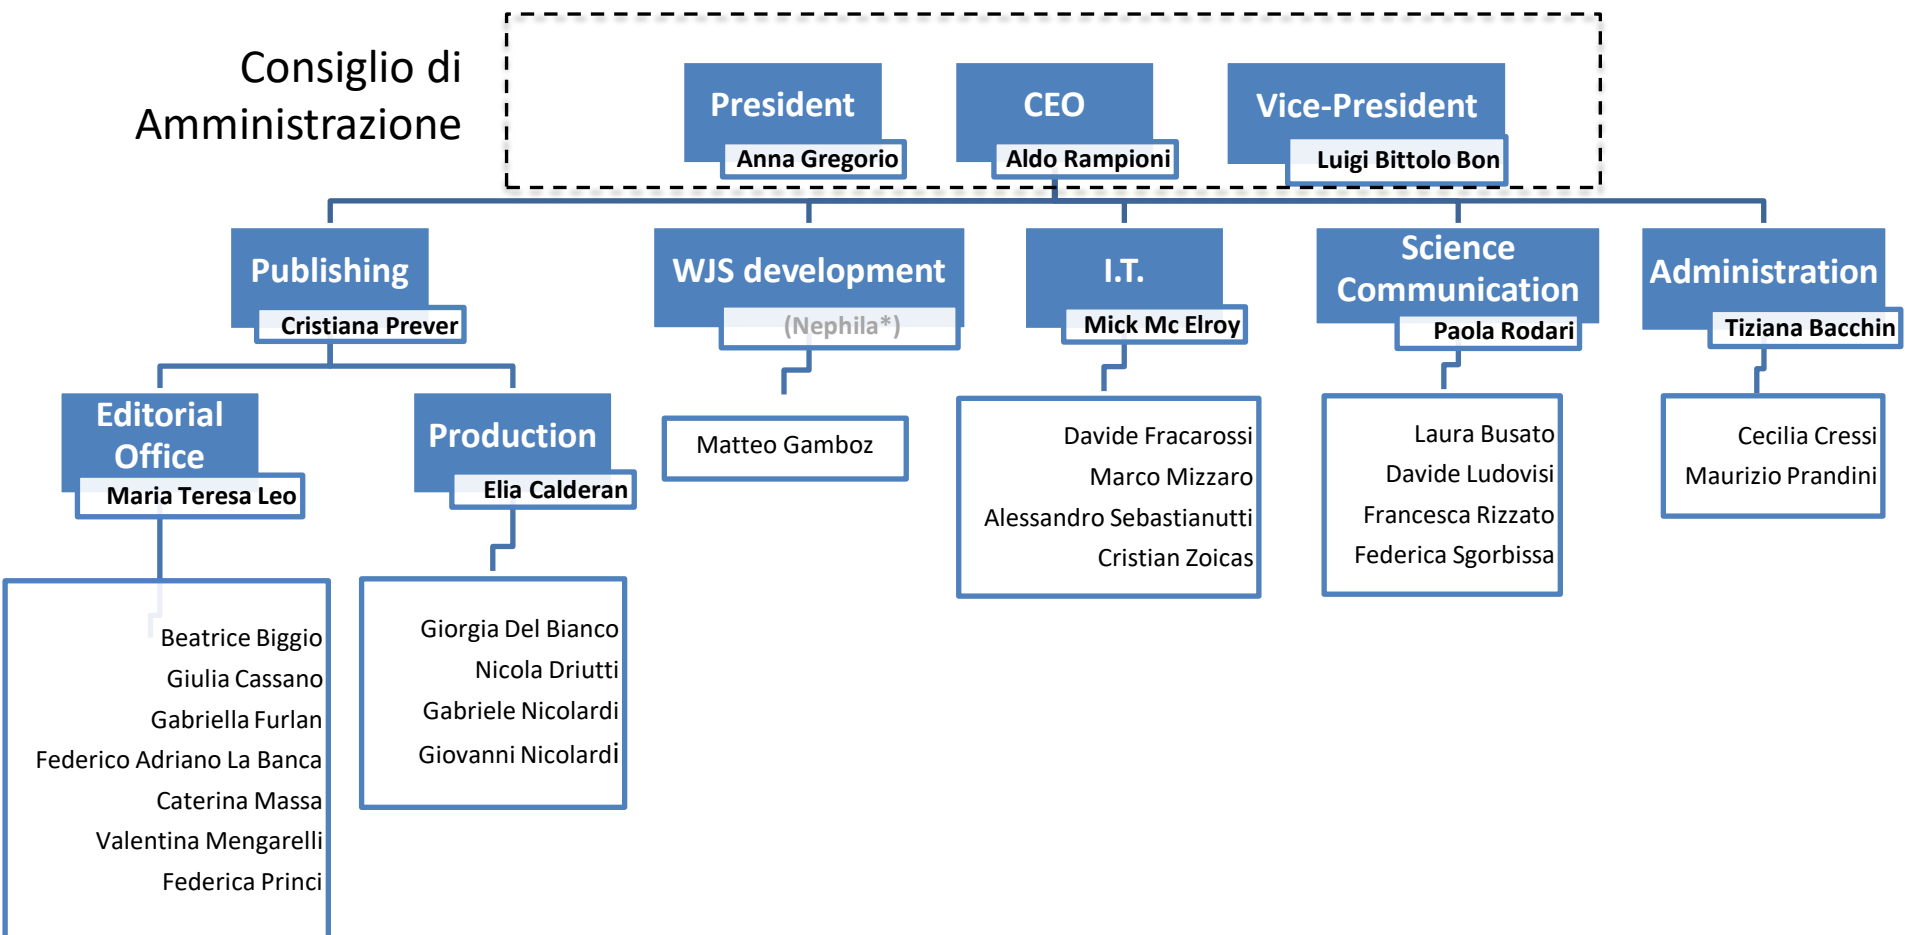 Consiglio di
Amministrazione
President
Anna Gregorio
CEO
Aldo Rampioni
Vice-President
Luigi Bittolo Bon
Publishing
Cristiana Prever
WJS development
(Nephila*)
I.T.
Mick Mc Elroy
Science
Communication
Paola Rodari
Administration
Tiziana Bacchin
Editorial
Office
Maria Teresa Leo
Production
Elia Calderan
Matteo Gamboz
Davide Fracarossi
Marco Mizzaro
Alessandro Sebastianutti
Cristian Zoicas
Laura Busato
Davide Ludovisi
Francesca Rizzato
Federica Sgorbissa
Cecilia Cressi
Maurizio Prandini
Beatrice Biggio
Giulia Cassano
Gabriella Furlan
Federico Adriano La Banca
Caterina Massa
Valentina Mengarelli
Federica Princi
Giorgia Del Bianco
Nicola Driutti
Gabriele Nicolardi
Giovanni Nicolardi